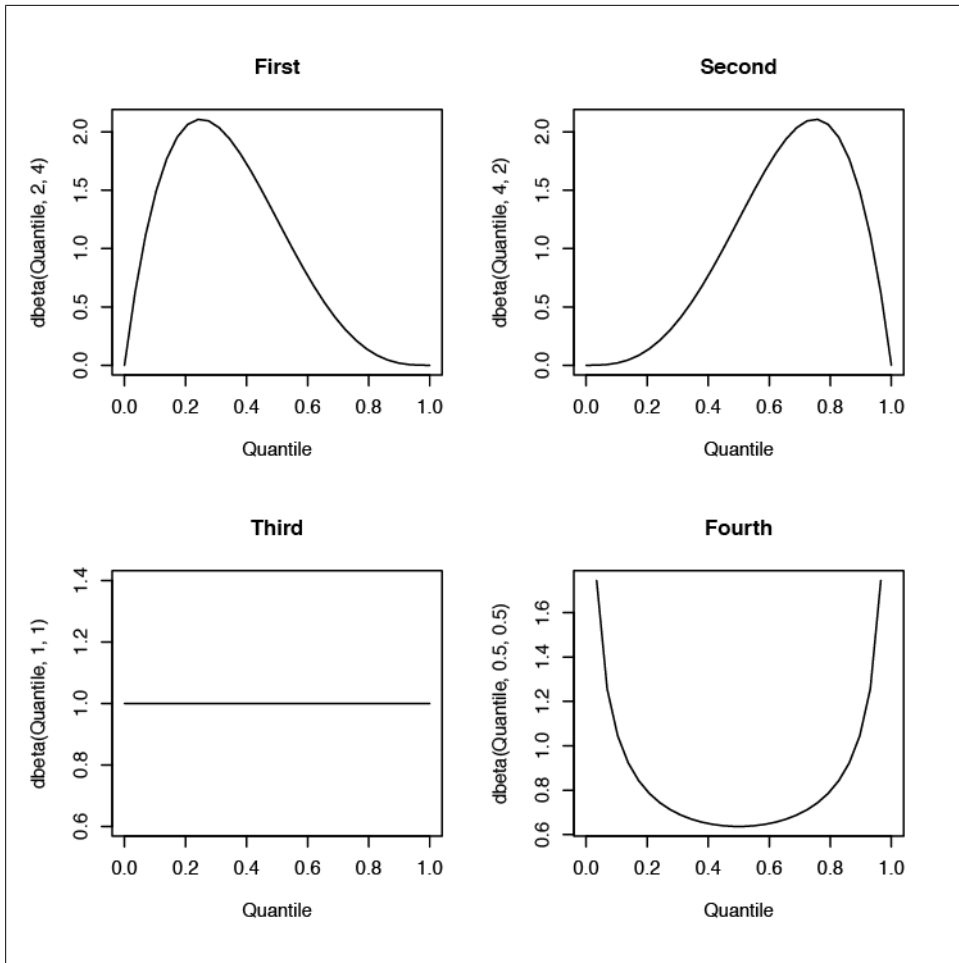 First
dbeta(Quantile, 2, 4)
2.0
1.5
1.0
0.5
0.0
0.0 0.2 0.4 0.6 0.8 1.0
Quantile
Second
dbeta(Quantile, 4, 2)
2.0
1.5
1.0
0.5
0.0
0.0 0.2 0.4 0.6 0.8 1.0
Quantile
Third
dbeta(Quantile, 1, 1)
1.4
1.2
1.0
0.8
0.6
0.0 0.2 0.4 0.6 0.8 1.0
Quantile
Fourth
dbeta(Quantile, 0.5, 0.5)
1.6
1.4
1.2
1.0
0.8
0.6
0.0 0.2 0.4 0.6 0.8 1.0
Quantile